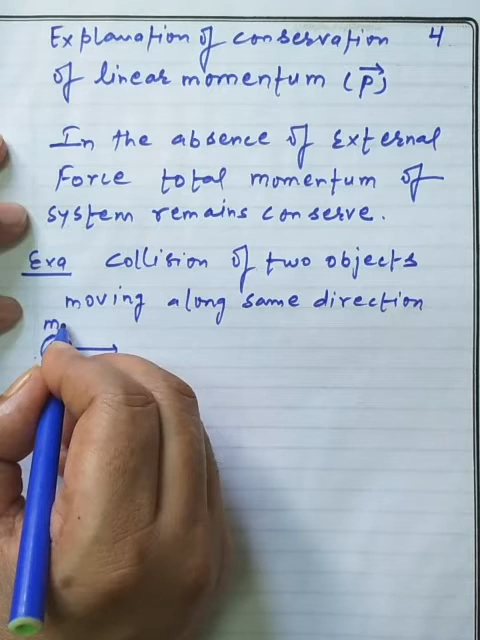 Explanation of conservation 4
of linear momentum (P⃗)
In the absence of External
Force total momentum of
system remains conserve.
Exa Collision of two objects
moving along same direction
m